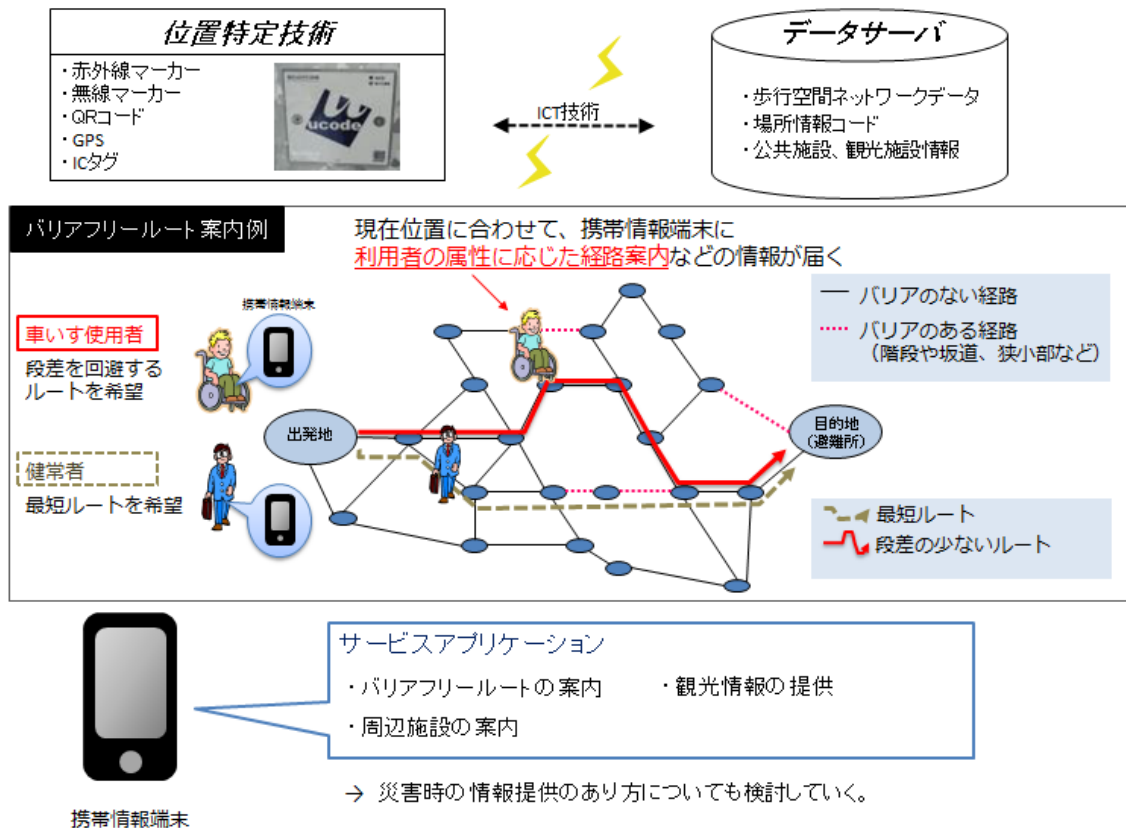 位置特定技術
・赤外線マーカー
・無線マーカー
・QRコード
・GPS
・ICタグ
ucode
ICT技術
データサーバ
・歩行空間ネットワークデータ
・場所情報コード
・公共施設、観光施設情報
バリアフリールート案内例
現在位置に合わせて、携帯情報端末に
利用者の属性に応じた経路案内などの情報が届く
携帯情報端末
車いす使用者
段差を回避する
ルートを希望
健常者
最短ルートを希望
出発地
目的地
(避難所)
バリアのない経路
バリアのある経路
(階段や坂道、狭小部など)
最短ルート
段差の少ないルート
サービスアプリケーション
・バリアフリールートの案内 ・観光情報の提供
・周辺施設の案内
→ 災害時の情報提供のあり方についても検討していく。
携帯情報端末